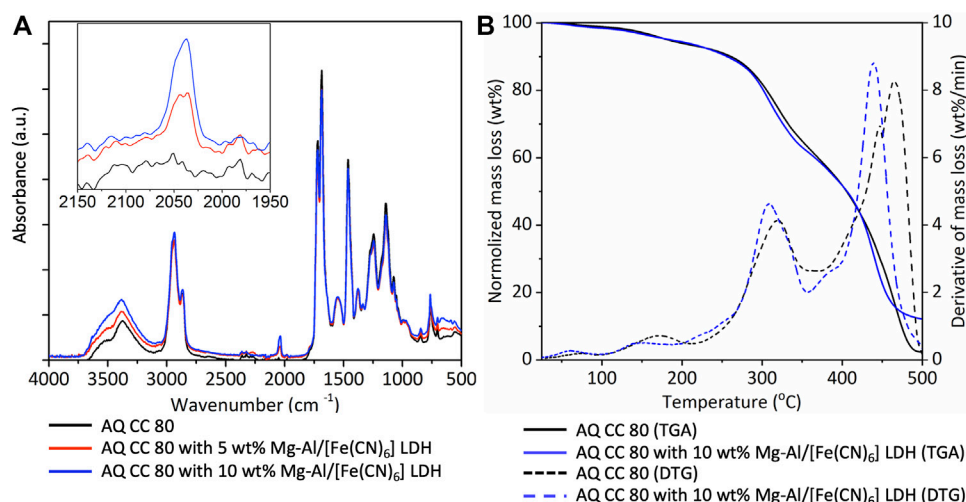 A
Absorbance (a.u.)
2150 2100 2050 2000 1950
4000 3500 3000 2500 2000 1500 1000 500
Wavenumber (cm -1)
AQ CC 80
AQ CC 80 with 5 wt% Mg-Al/[Fe(CN)6] LDH
AQ CC 80 with 10 wt% Mg-Al/[Fe(CN)6] LDH
B
Normolized mass loss (wt%)
100
80
60
40
20
0
10
8
6
4
2
0
Derivative of mass loss (wt%/min)
100 200 300 400 500
Temperature (oC)
AQ CC 80 (TGA)
AQ CC 80 with 10 wt% Mg-Al/[Fe(CN)6] LDH (TGA)
AQ CC 80 (DTG)
AQ CC 80 with 10 wt% Mg-Al/[Fe(CN)6] LDH (DTG)